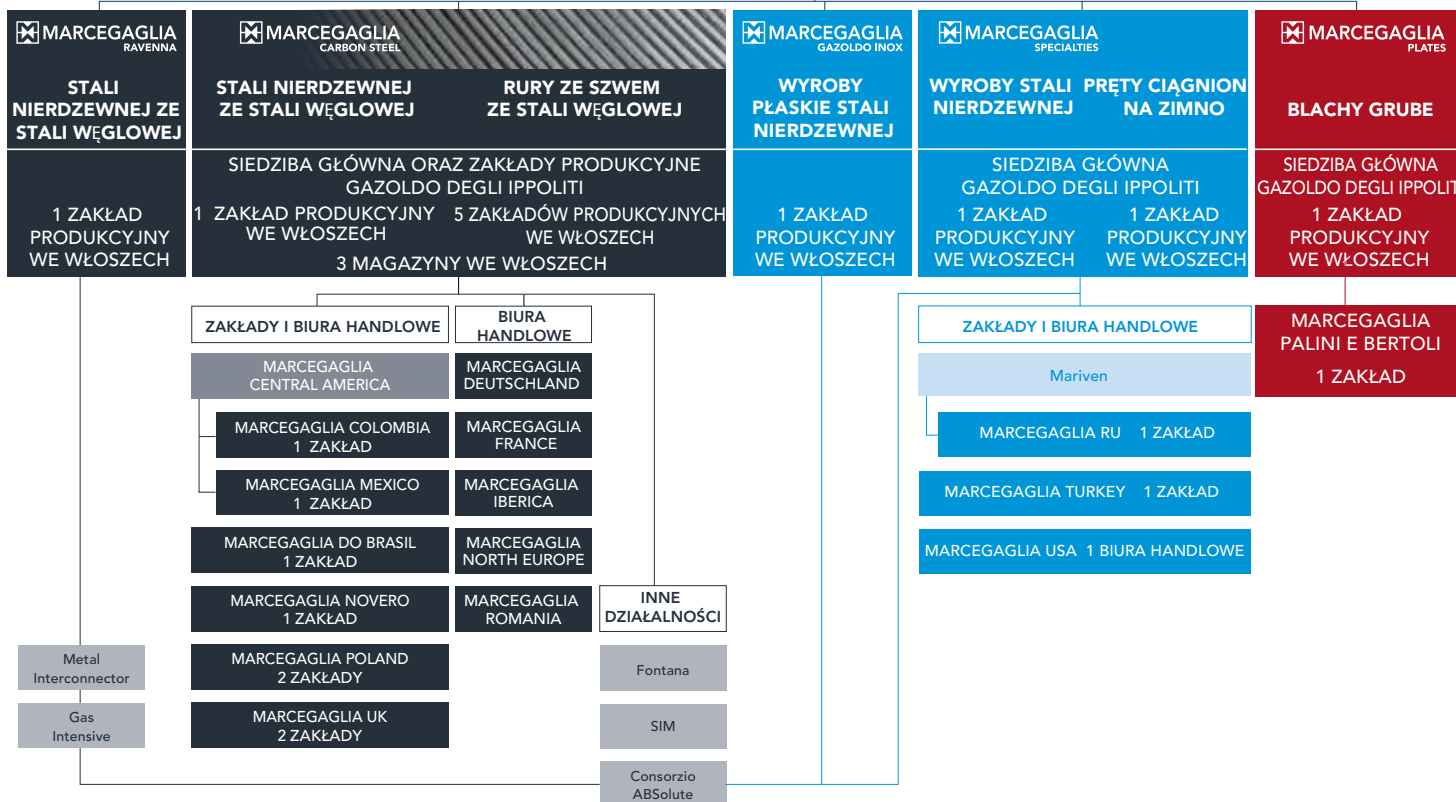 MARCEGAGLIA
RAVENNA
STALI
NIERDZEWNEJ ZE
STALI WĘGLOWEJ
1 ZAKŁAD
PRODUKCYJNY
WE WŁOSZECH
MARCEGAGLIA
CARBON STEEL
STALI NIERDZEWNEJ
ZE STALI WĘGLOWEJ
RURY ZE SZWEM
ZE STALI WĘGLOWEJ
SIEDZIBA GŁÓWNA ORAZ ZAKŁADY PRODUKCYJNE
GAZOLDO DEGLI IPPOLITI
1 ZAKŁAD PRODUKCYJNY
WE WŁOSZECH
5 ZAKŁADÓW PRODUKCYJNYCH
WE WŁOSZECH
3 MAGAZYNY WE WŁOSZECH
MARCEGAGLIA
GAZOLDO INOX
WYROBY
PŁASKIE STALI
NIERDZEWNEJ
1 ZAKŁAD
PRODUKCYJNY
WE WŁOSZECH
MARCEGAGLIA
SPECIALTIES
WYROBY STALI
NIERDZEWNEJ
PRĘTY CIĄGNION
NA ZIMNO
SIEDZIBA GŁÓWNA
GAZOLDO DEGLI IPPOLITI
1 ZAKŁAD
PRODUKCYJNY
WE WŁOSZECH
1 ZAKŁAD
PRODUKCYJNY
WE WŁOSZECH
MARCEGAGLIA
PLATES
BLACHY GRUBE
SIEDZIBA GŁÓWNA
GAZOLDO DEGLI IPPOLIT
1 ZAKŁAD
PRODUKCYJNY
WE WŁOSZECH
ZAKŁADY I BIURA HANDLOWE
MARCEGAGLIA
CENTRAL AMERICA
MARCEGAGLIA COLOMBIA
1 ZAKŁAD
MARCEGAGLIA MEXICO
1 ZAKŁAD
MARCEGAGLIA DO BRASIL
1 ZAKŁAD
MARCEGAGLIA NOVERO
1 ZAKŁAD
MARCEGAGLIA POLAND
2 ZAKŁADY
MARCEGAGLIA UK
2 ZAKŁADY
BIURA
HANDLOWE
MARCEGAGLIA
DEUTSCHLAND
MARCEGAGLIA
FRANCE
MARCEGAGLIA
IBERICA
MARCEGAGLIA
NORTH EUROPE
MARCEGAGLIA
ROMANIA
INNE
DZIAŁALNOŚCI
Fontana
SIM
Consorzio
ABSolute
Metal
Interconnector
Gas
Intensive
ZAKŁADY I BIURA HANDLOWE
Mariven
MARCEGAGLIA RU 1 ZAKŁAD
MARCEGAGLIA TURKEY 1 ZAKŁAD
MARCEGAGLIA USA 1 BIURA HANDLOWE
MARCEGAGLIA
PALINI E BERTOLI
1 ZAKŁAD